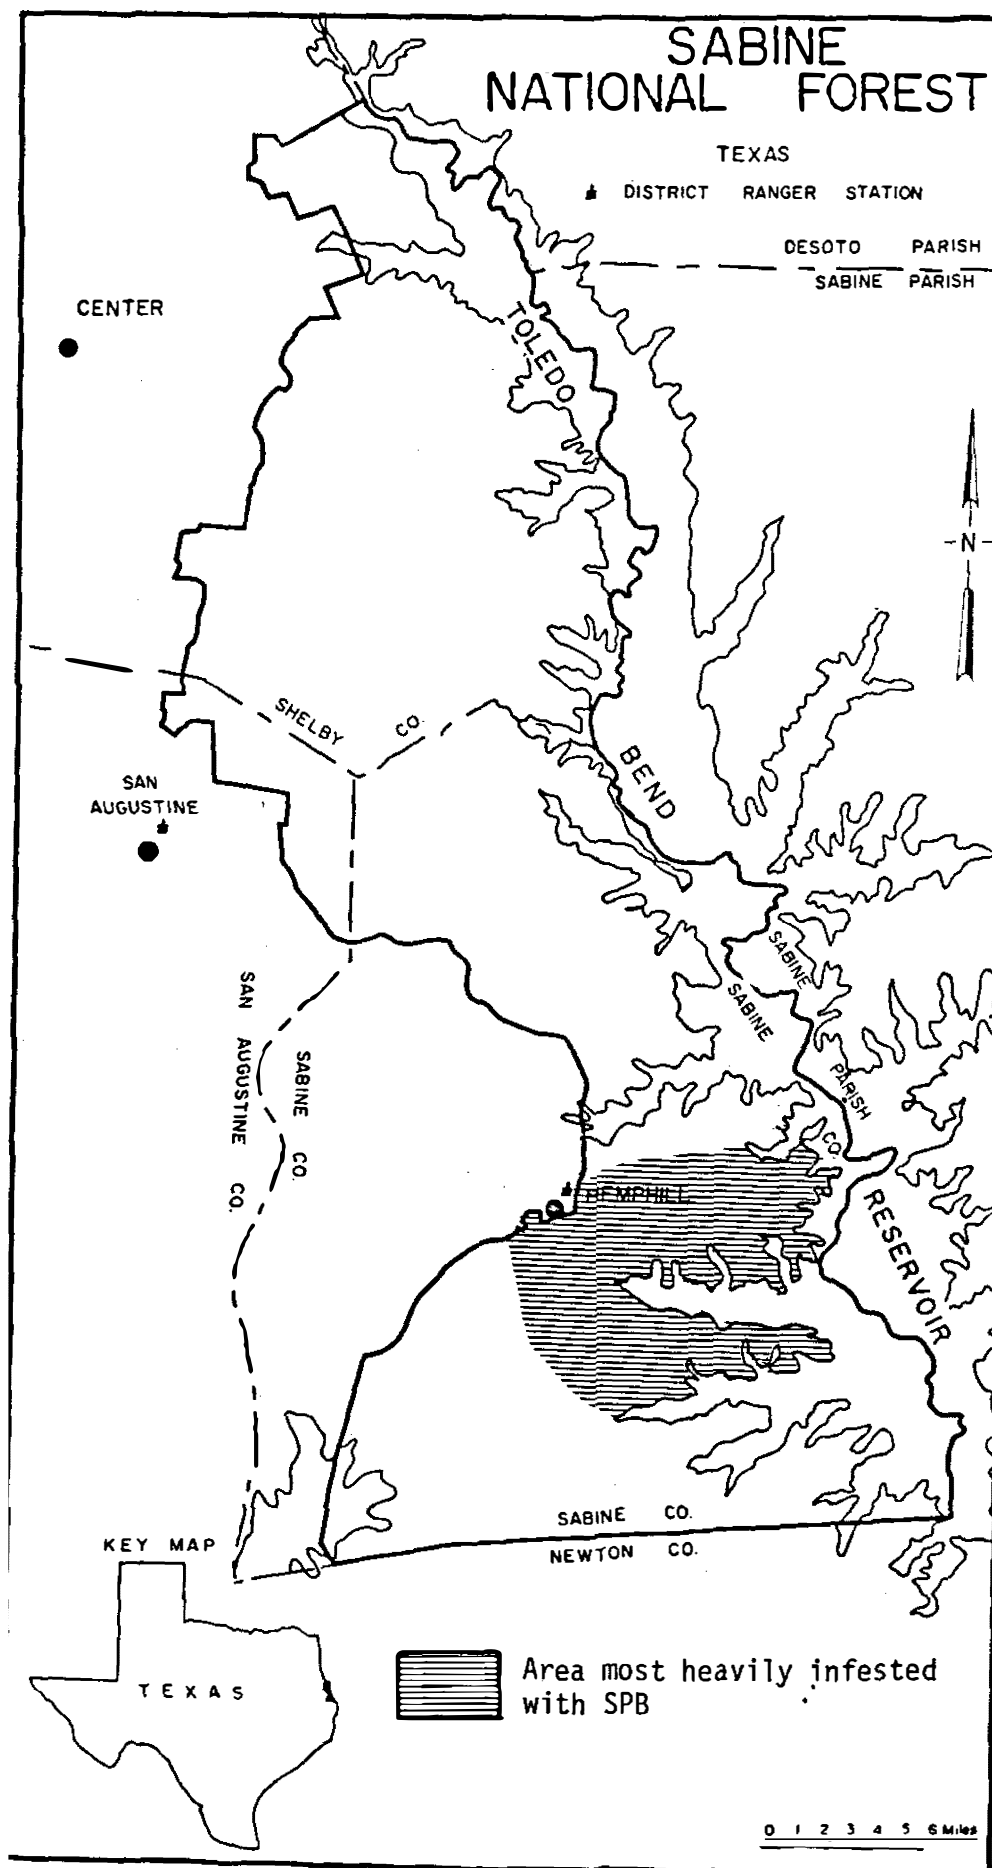 SABINE
NATIONAL FOREST
TEXAS
DISTRICT RANGER STATION
DESOTO PARISH
SABINE PARISH
CENTER
TOLEDO
N
SHELBY CO.
BEND
SAN
AUGUSTINE
SABINE
SABINE
PARISH
CO.
SAN AUGUSTINE CO.
SABINE CO.
HEMPHILL
RESERVOIR
SABINE CO.
NEWTON CO.
KEY MAP
TEXAS
Area most heavily infested
with SPB
0 1 2 3 4 5 6 Miles